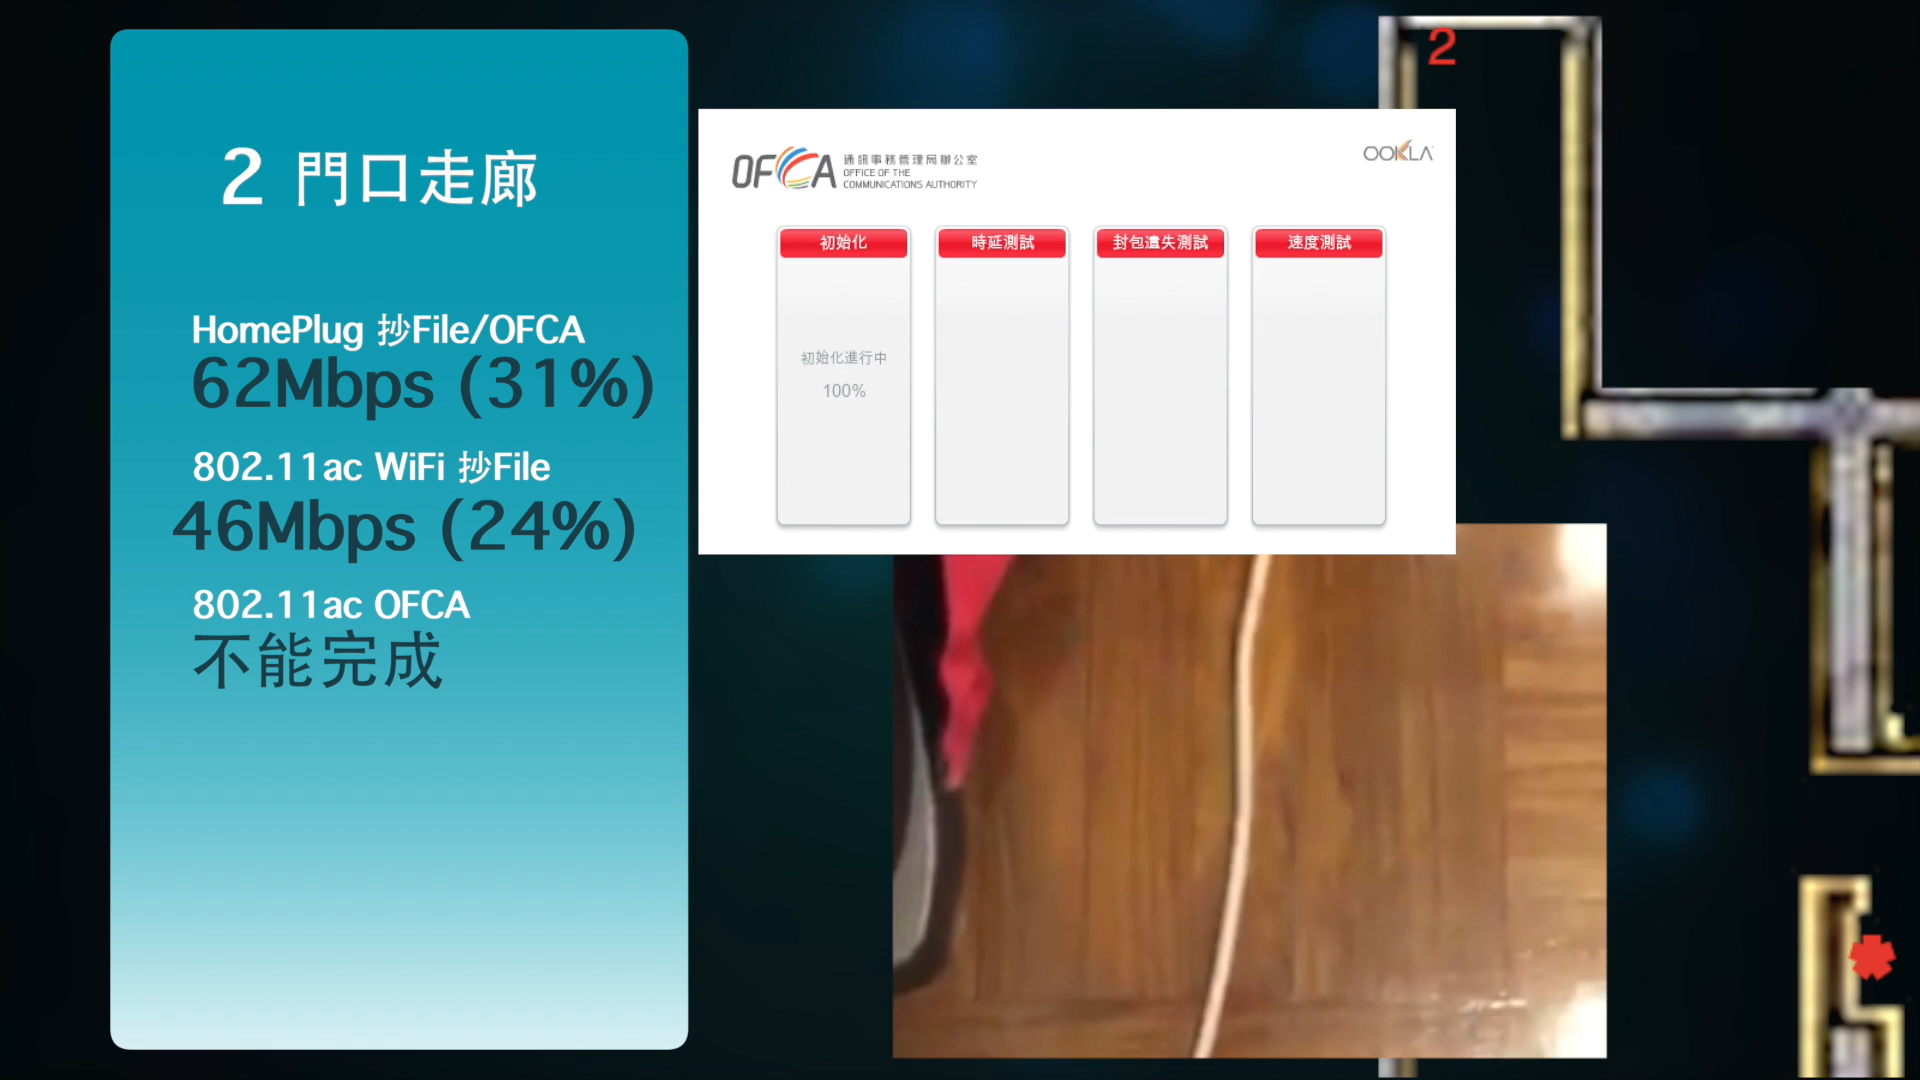 2 門口走廊
HomePlug 抄File/OFCA
62Mbps (31%)
802.11ac WiFi 抄File
46Mbps (24%)
802.11ac OFCA
不能完成
2
OFCA
通訊事務管理局辦公室
OFFICE OF THE
COMMUNICATIONS AUTHORITY
OOKLA
初始化
時延測試
封包遺失測試
速度測試
初始化進行中
100%